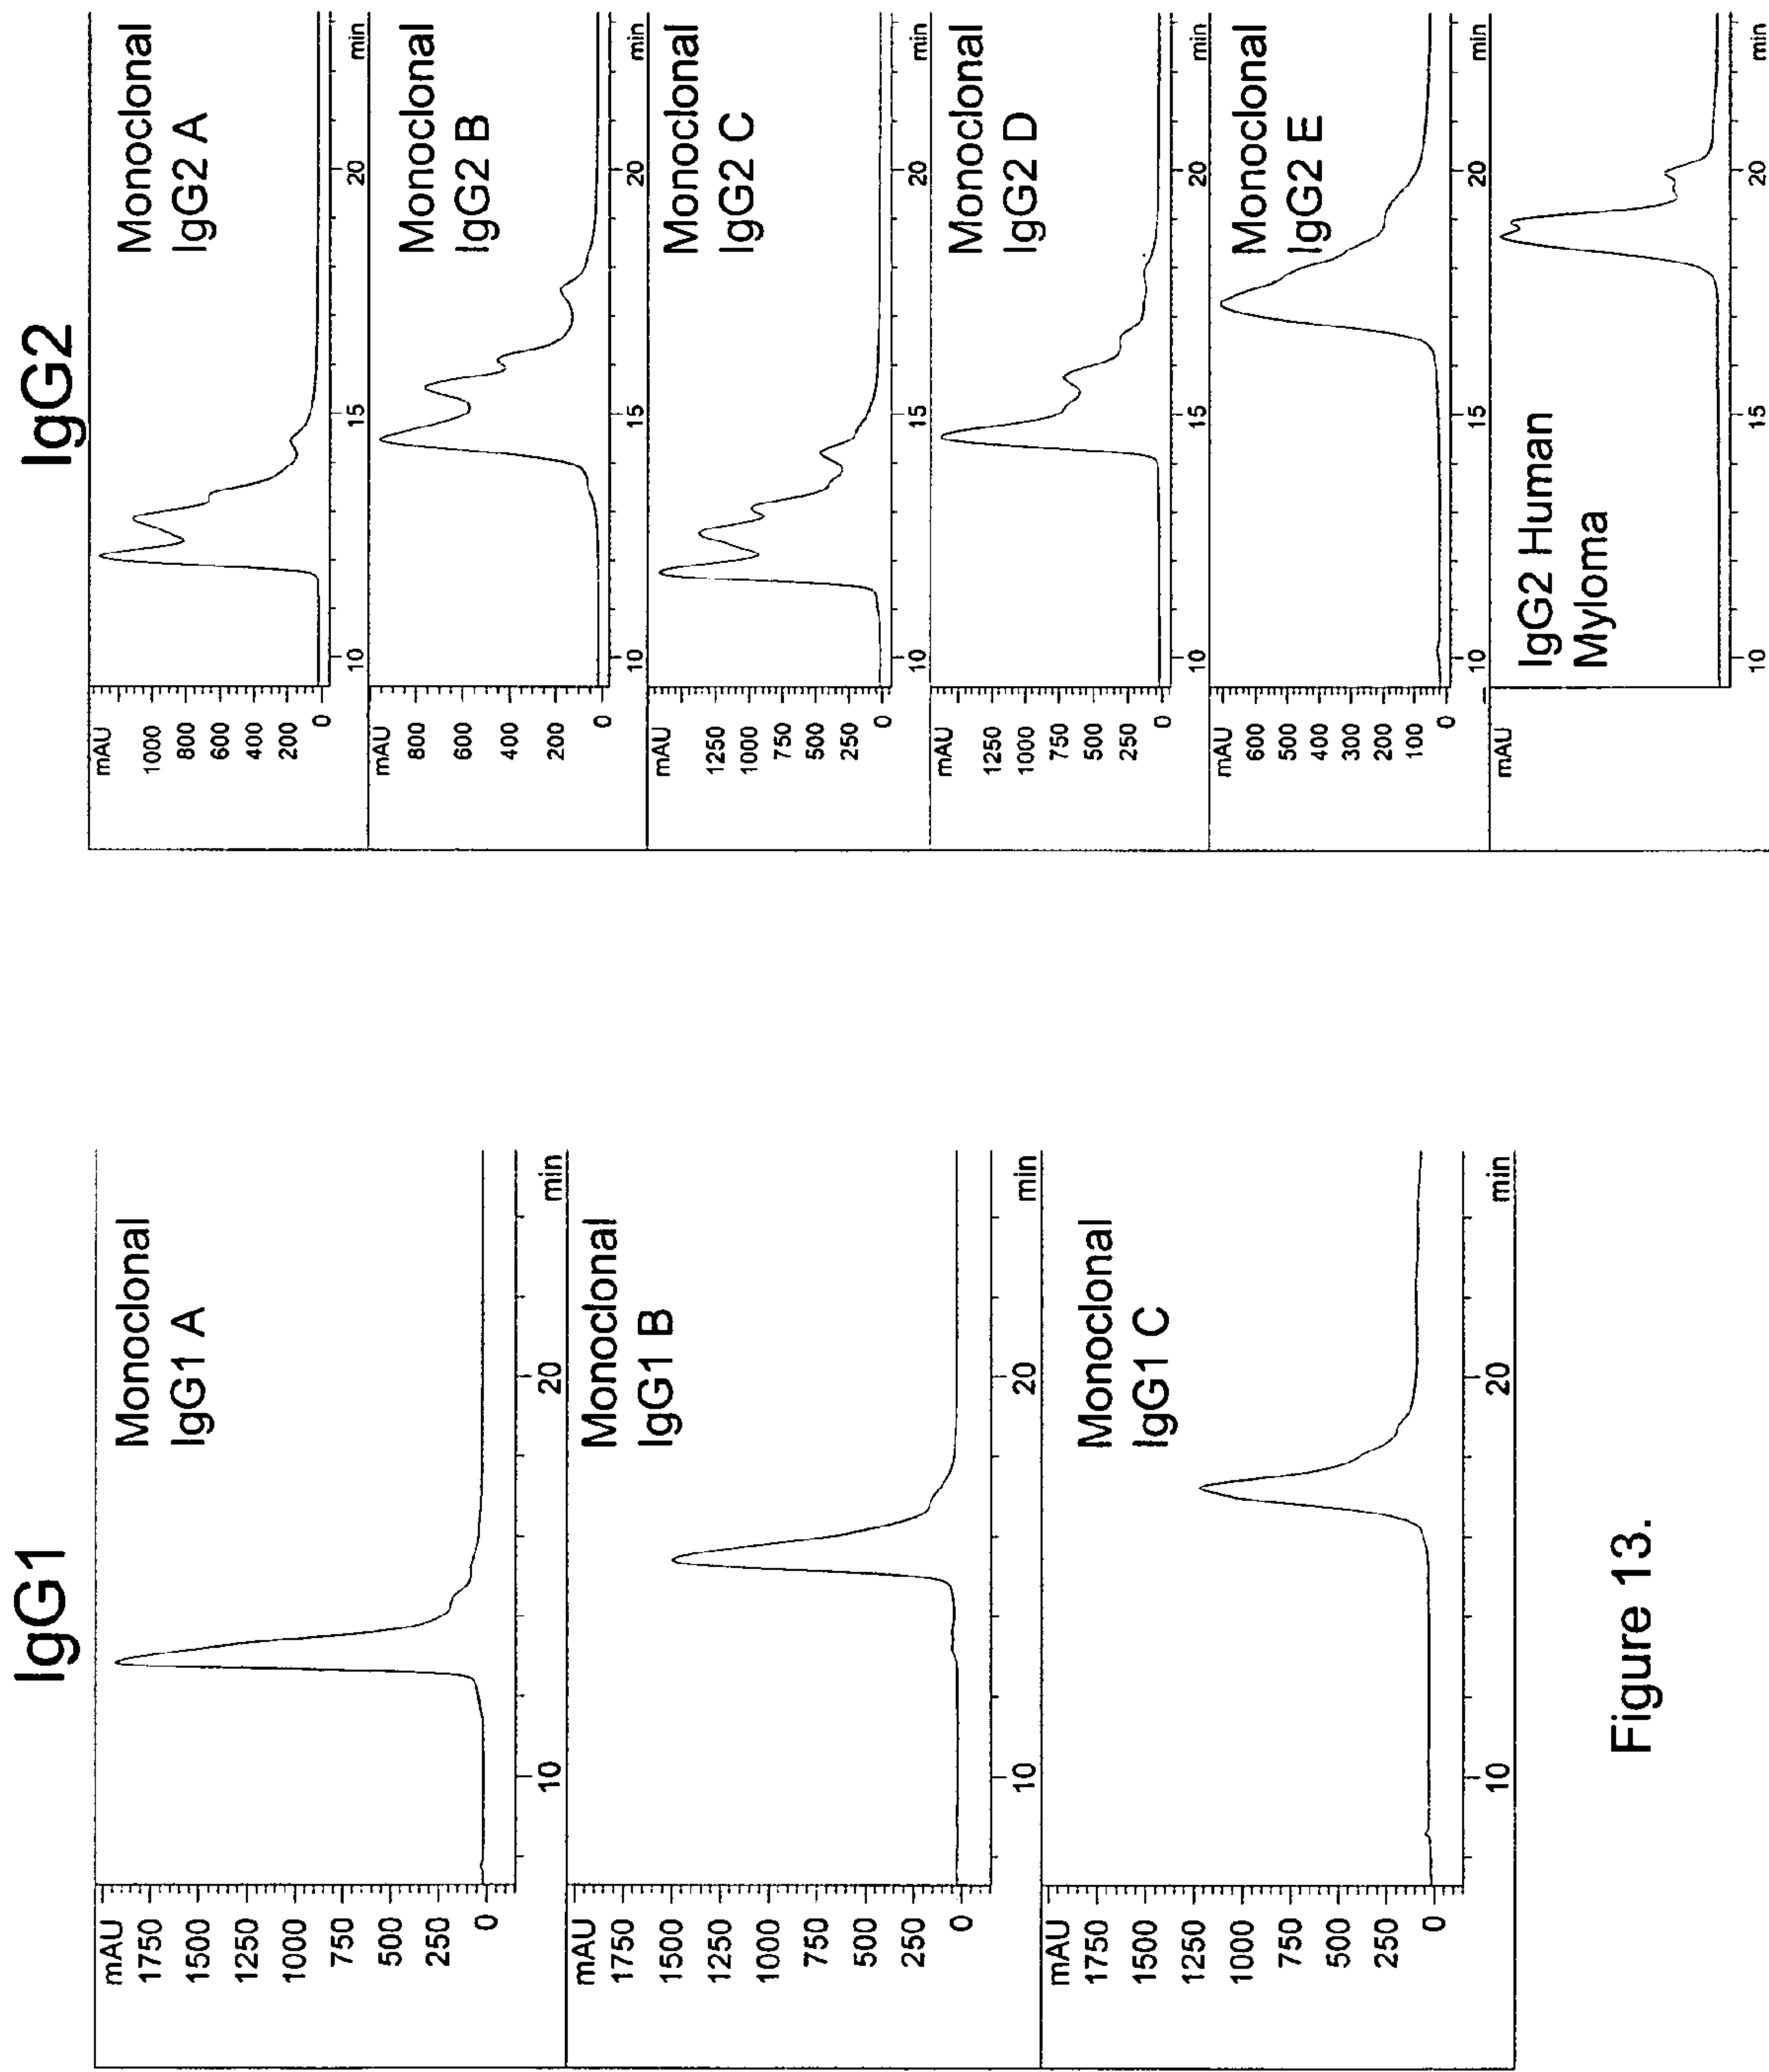 IgG1
mAU
1750
1500
1250
1000
750
500
250
0
10
20
min
Monoclonal
IgG1 A
mAU
1750
1500
1250
1000
750
500
250
0
10
20
min
Monoclonal
IgG1 B
mAU
1750
1500
1250
1000
750
500
250
0
10
20
min
Monoclonal
IgG1 C
IgG2
mAU
1000
800
600
400
200
0
10
15
20
min
Monoclonal
IgG2 A
mAU
800
600
400
200
0
10
15
20
min
Monoclonal
IgG2 B
mAU
1250
1000
750
500
250
0
10
15
20
min
Monoclonal
IgG2 C
mAU
1250
1000
750
500
250
0
10
15
20
min
Monoclonal
IgG2 D
mAU
600
500
400
300
200
100
0
10
15
20
min
Monoclonal
IgG2 E
mAU
10
15
20
min
IgG2 Human
Myloma
Figure 13.